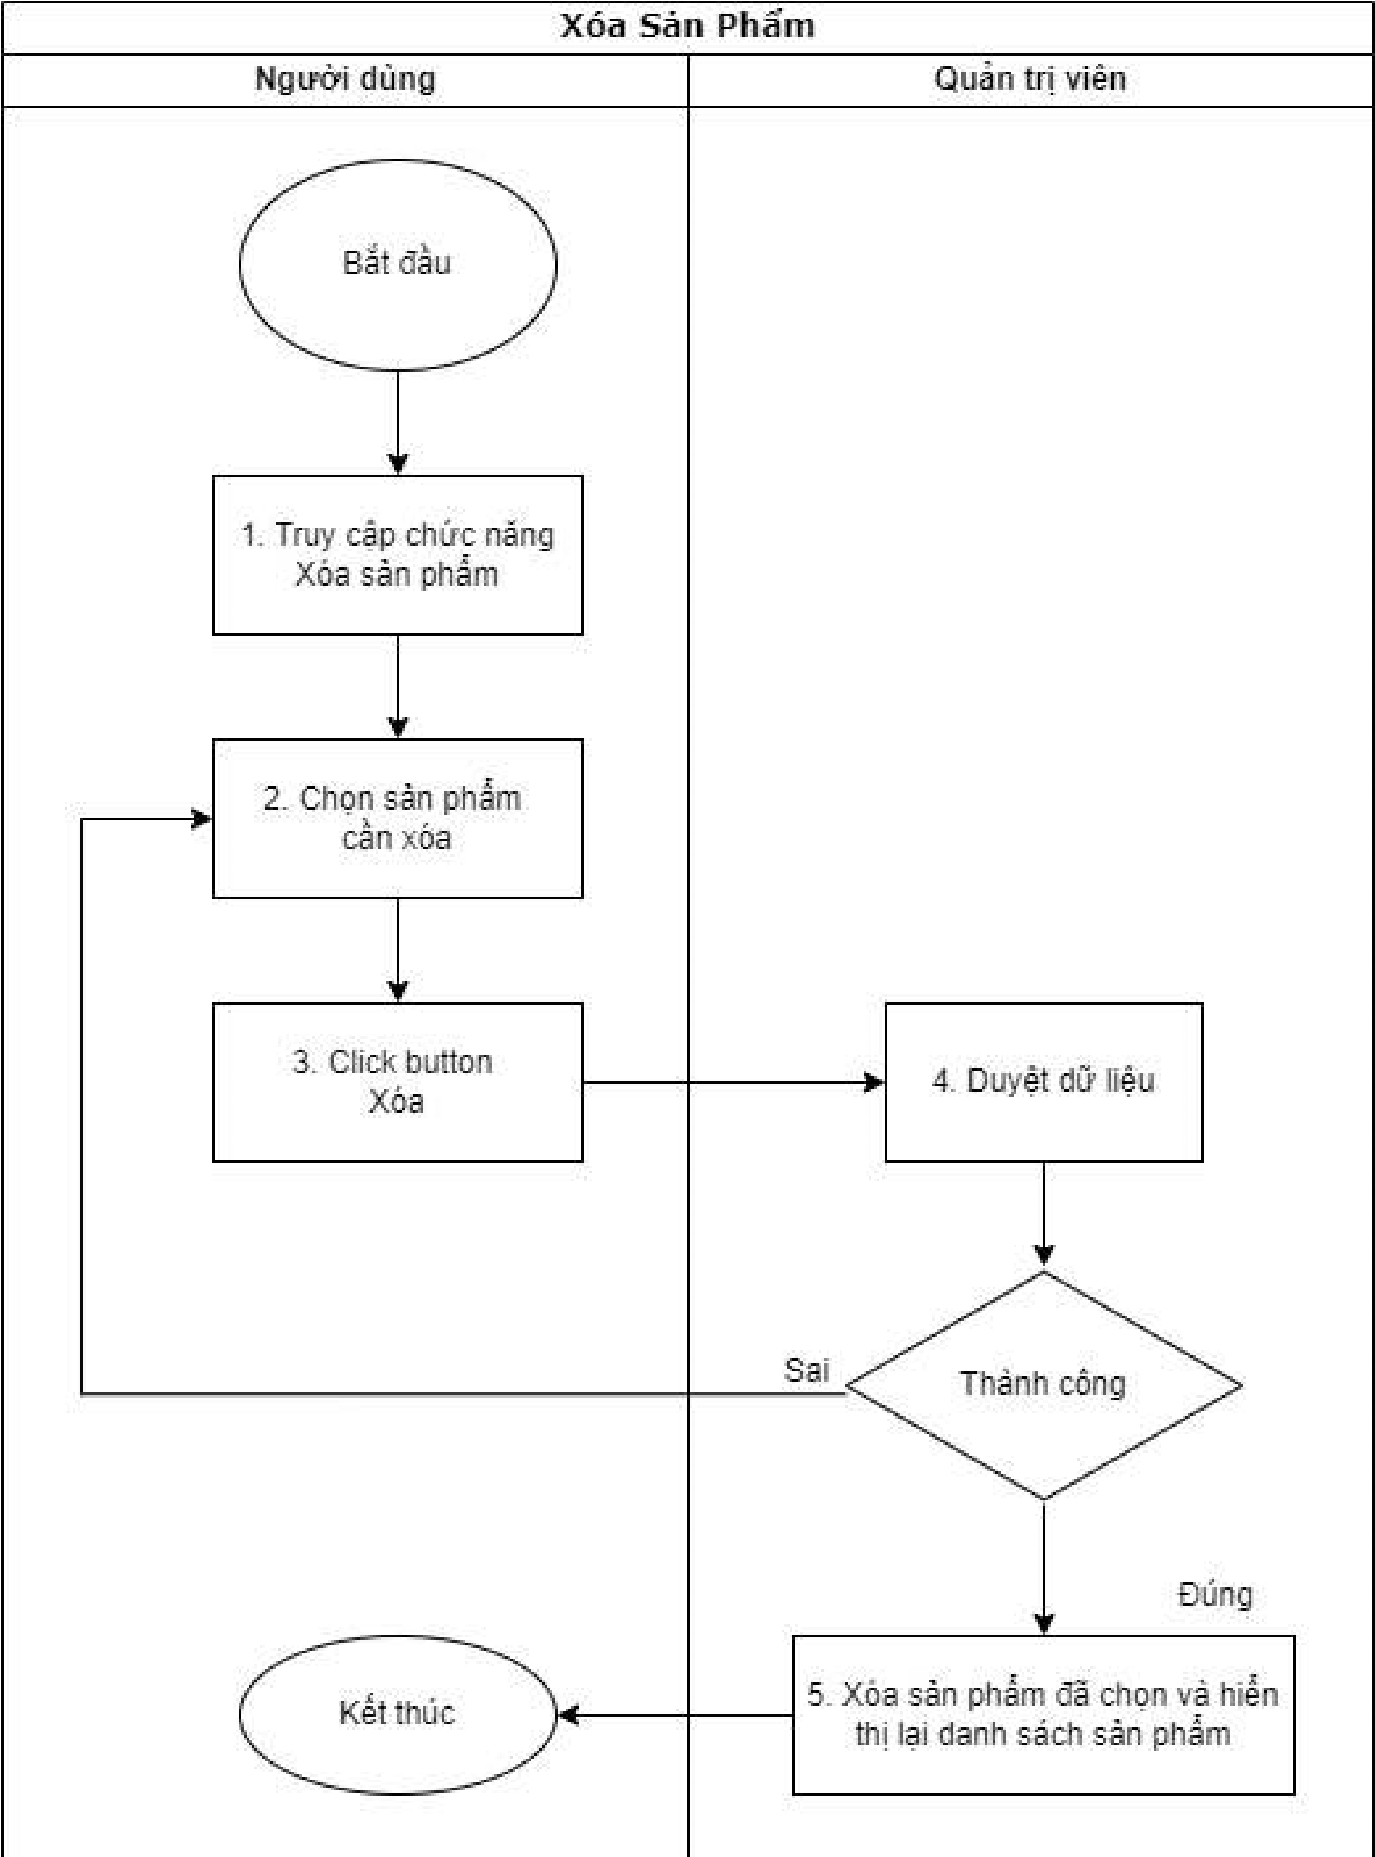 Xóa Sản Phẩm
Người dùng
Quản trị viên
Bắt đầu
1. Truy cập chức năng
Xóa sản phẩm
2. Chọn sản phẩm
cần xóa
3. Click button
Xóa
4. Duyệt dữ liệu
Sai
Thành công
Đúng
5. Xóa sản phẩm đã chọn và hiển
thị lại danh sách sản phẩm
Kết thúc